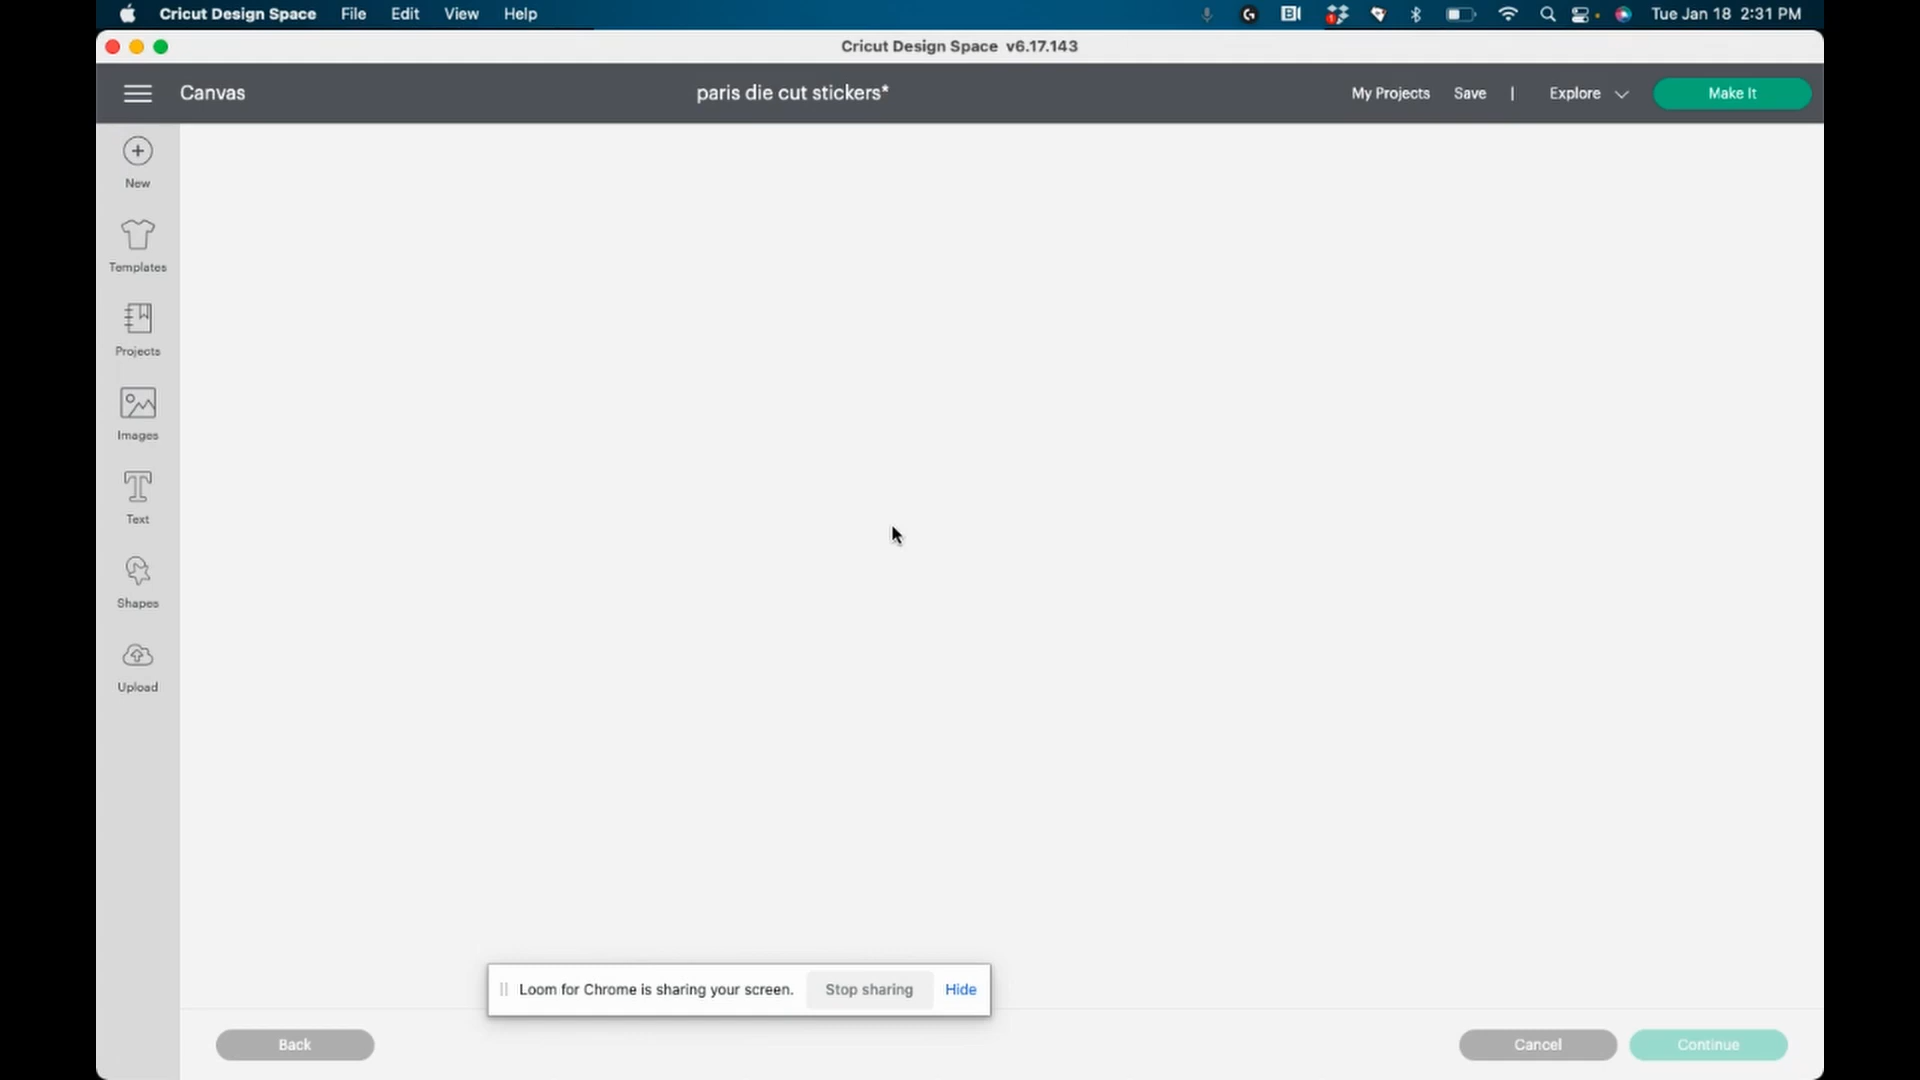 Cricut Design Space File Edit View Help Tue Jan 18 2:31 PM
Cricut Design Space v6.17.143
Canvas paris die cut stickers* My Projects Save | Explore Make It
New
Templates
Projects
Images
Text
Shapes
Upload
Loom for Chrome is sharing your screen. Stop sharing Hide
Back Cancel Continue